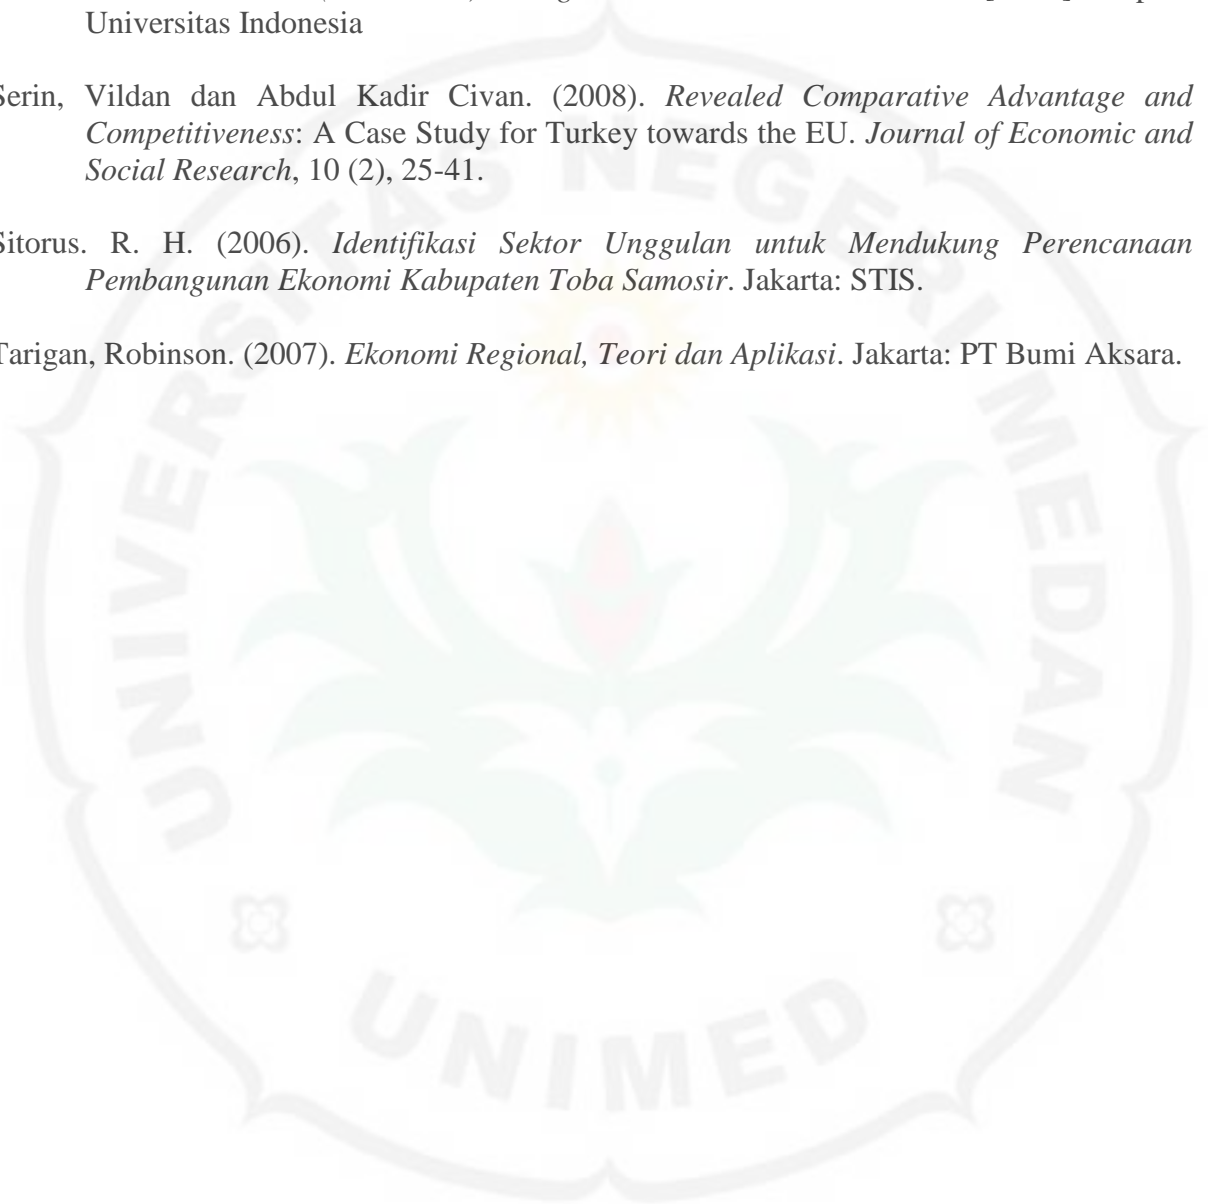 Universitas Indonesia
Serin, Vildan dan Abdul Kadir Civan. (2008). Revealed Comparative Advantage and
Competitiveness: A Case Study for Turkey towards the EU. Journal of Economic and
Social Research, 10 (2), 25-41.
Sitorus. R. H. (2006). Identifikasi Sektor Unggulan untuk Mendukung Perencanaan
Pembangunan Ekonomi Kabupaten Toba Samosir. Jakarta: STIS.
Tarigan, Robinson. (2007). Ekonomi Regional, Teori dan Aplikasi. Jakarta: PT Bumi Aksara.
UNIVERSITAS NEGERI MEDAN
UNIMED